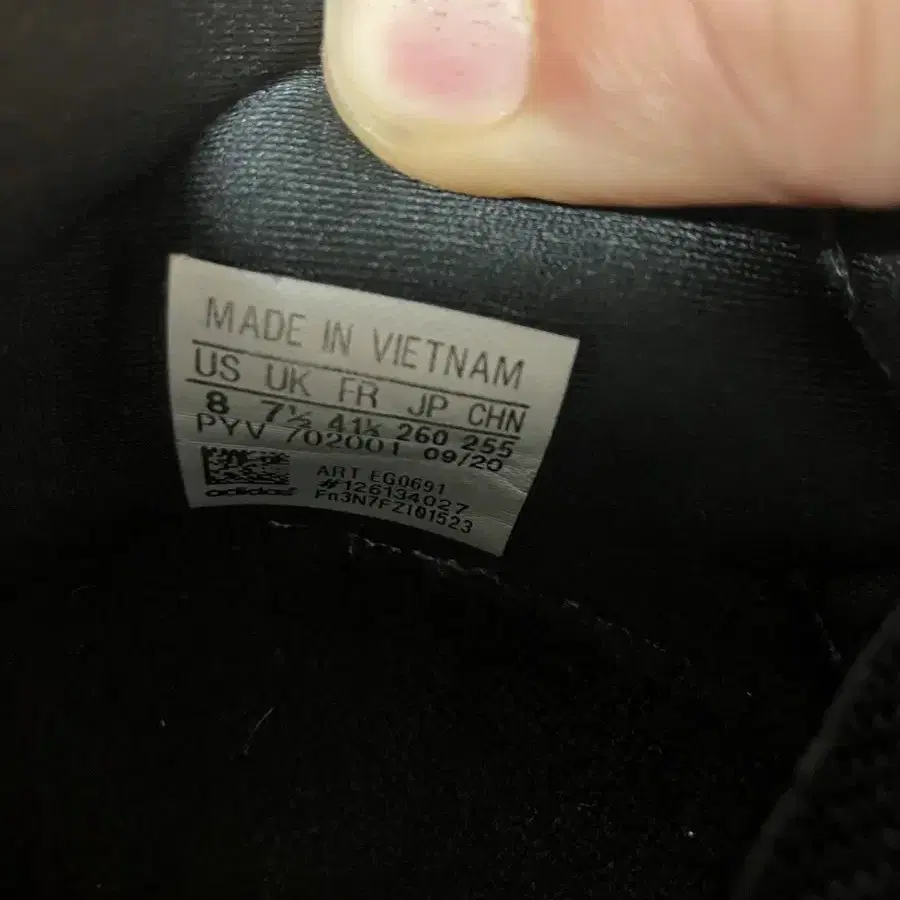 MADE IN VIETNAM
US UK FR JP CHN
8 7½ 41⅓ 260 255
PYV 702001 09/20
ART EG0691
#126134027
Fn3N7FZI01523
adidas